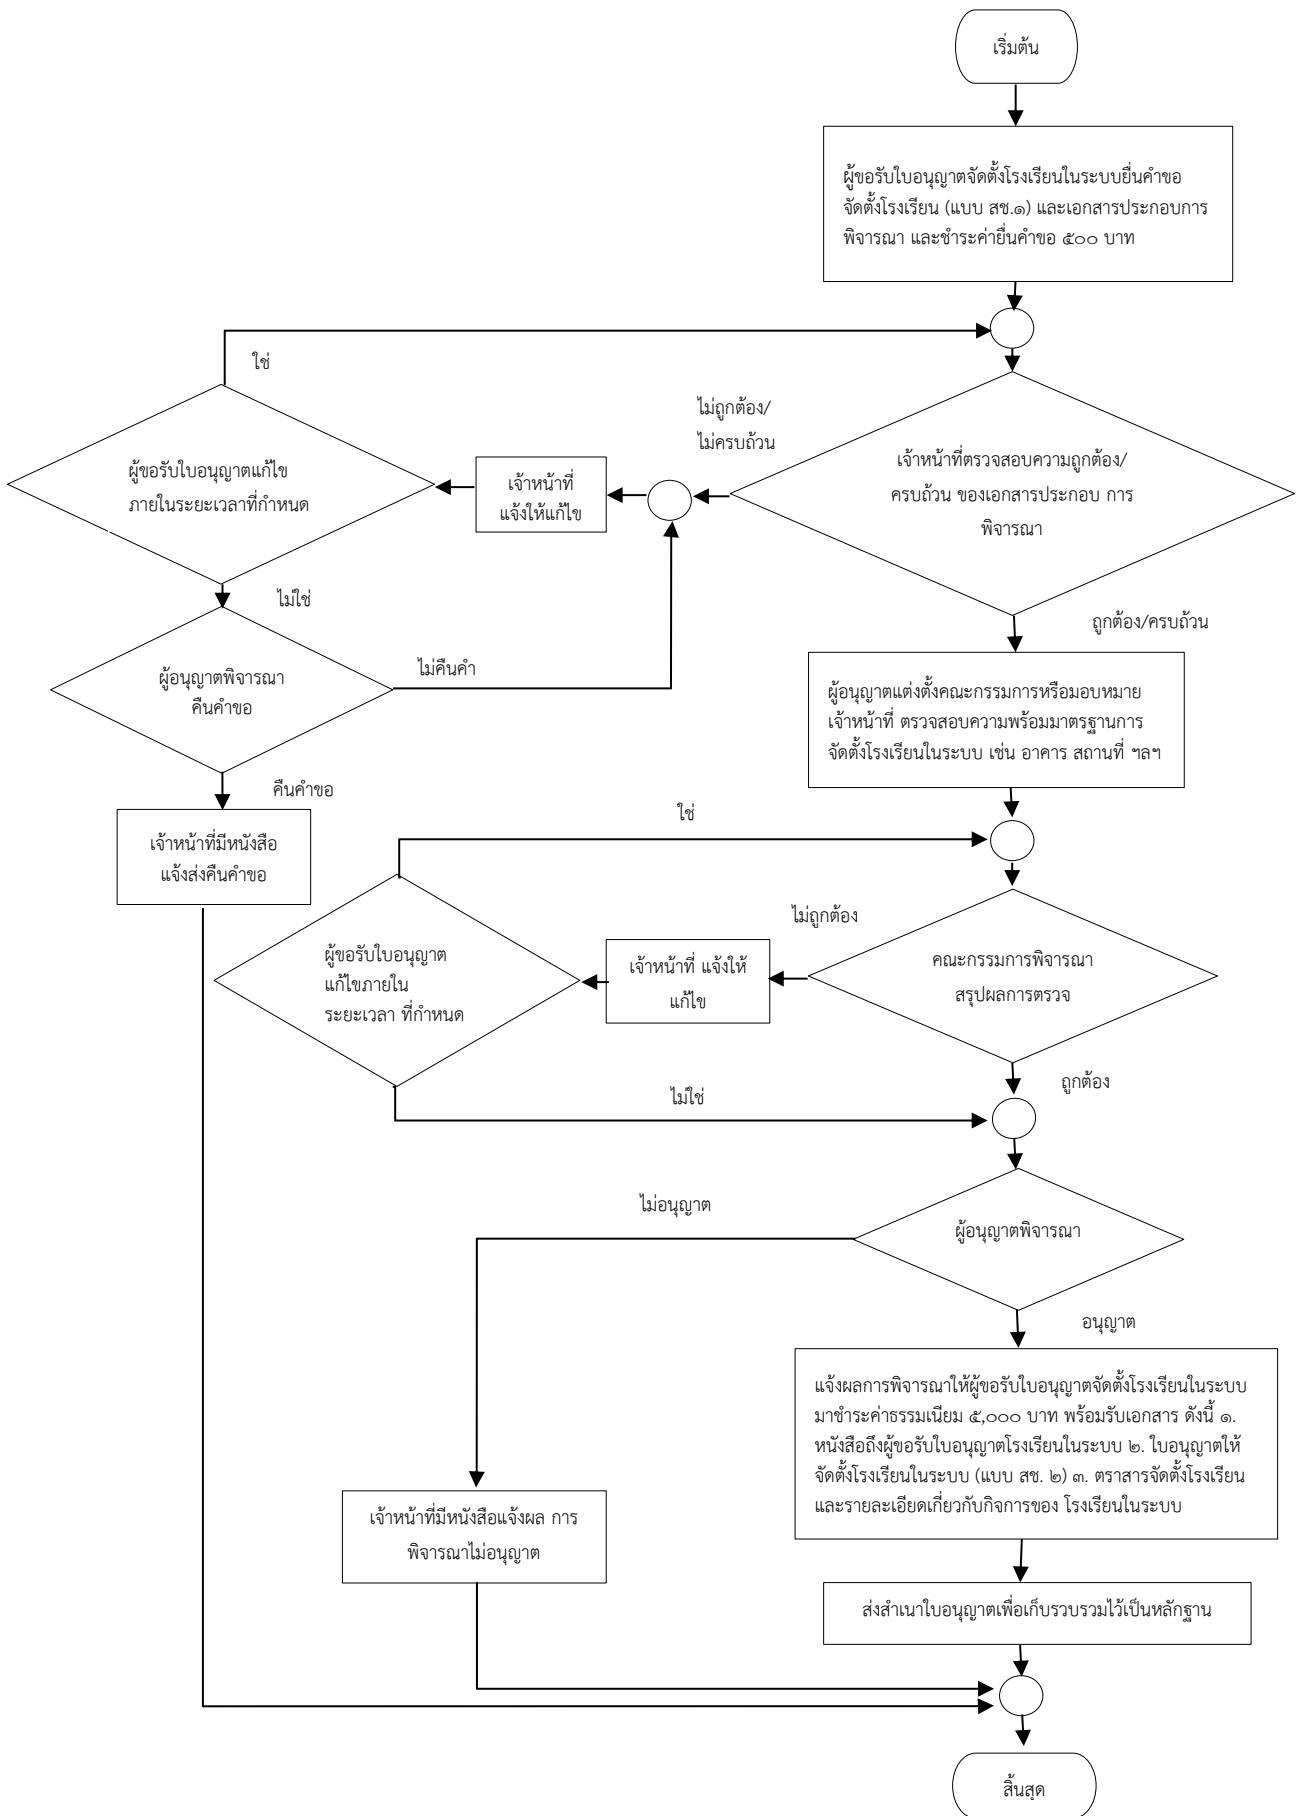 เริ่มต้น
ผู้ขอรับใบอนุญาตจัดตั้งโรงเรียนในระบบยื่นคำขอ
จัดตั้งโรงเรียน (แบบ สช.๑) และเอกสารประกอบการ
พิจารณา และชำระค่ายื่นคำขอ ๕๐๐ บาท
ใช่
ไม่ถูกต้อง/
ไม่ครบถ้วน
เจ้าหน้าที่ตรวจสอบความถูกต้อง/
ครบถ้วน ของเอกสารประกอบ การ
พิจารณา
เจ้าหน้าที่
แจ้งให้แก้ไข
ผู้ขอรับใบอนุญาตแก้ไข
ภายในระยะเวลาที่กำหนด
ไม่ใช่
ถูกต้อง/ครบถ้วน
ผู้อนุญาตพิจารณา
คืนคำขอ
ไม่คืนคำ
ผู้อนุญาตแต่งตั้งคณะกรรมการหรือมอบหมาย
เจ้าหน้าที่ ตรวจสอบความพร้อมมาตรฐานการ
จัดตั้งโรงเรียนในระบบ เช่น อาคาร สถานที่ ฯลฯ
คืนคำขอ
เจ้าหน้าที่มีหนังสือ
แจ้งส่งคืนคำขอ
ใช่
ไม่ถูกต้อง
คณะกรรมการพิจารณา
สรุปผลการตรวจ
เจ้าหน้าที่ แจ้งให้
แก้ไข
ผู้ขอรับใบอนุญาต
แก้ไขภายใน
ระยะเวลา ที่กำหนด
ไม่ใช่
ถูกต้อง
ไม่อนุญาต
ผู้อนุญาตพิจารณา
อนุญาต
แจ้งผลการพิจารณาให้ผู้ขอรับใบอนุญาตจัดตั้งโรงเรียนในระบบ
มาชำระค่าธรรมเนียม ๕,๐๐๐ บาท พร้อมรับเอกสาร ดังนี้ ๑.
หนังสือถึงผู้ขอรับใบอนุญาตโรงเรียนในระบบ ๒. ใบอนุญาตให้
จัดตั้งโรงเรียนในระบบ (แบบ สช. ๒) ๓. ตราสารจัดตั้งโรงเรียน
และรายละเอียดเกี่ยวกับกิจการของ โรงเรียนในระบบ
เจ้าหน้าที่มีหนังสือแจ้งผล การ
พิจารณาไม่อนุญาต
ส่งสำเนาใบอนุญาตเพื่อเก็บรวบรวมไว้เป็นหลักฐาน
สิ้นสุด